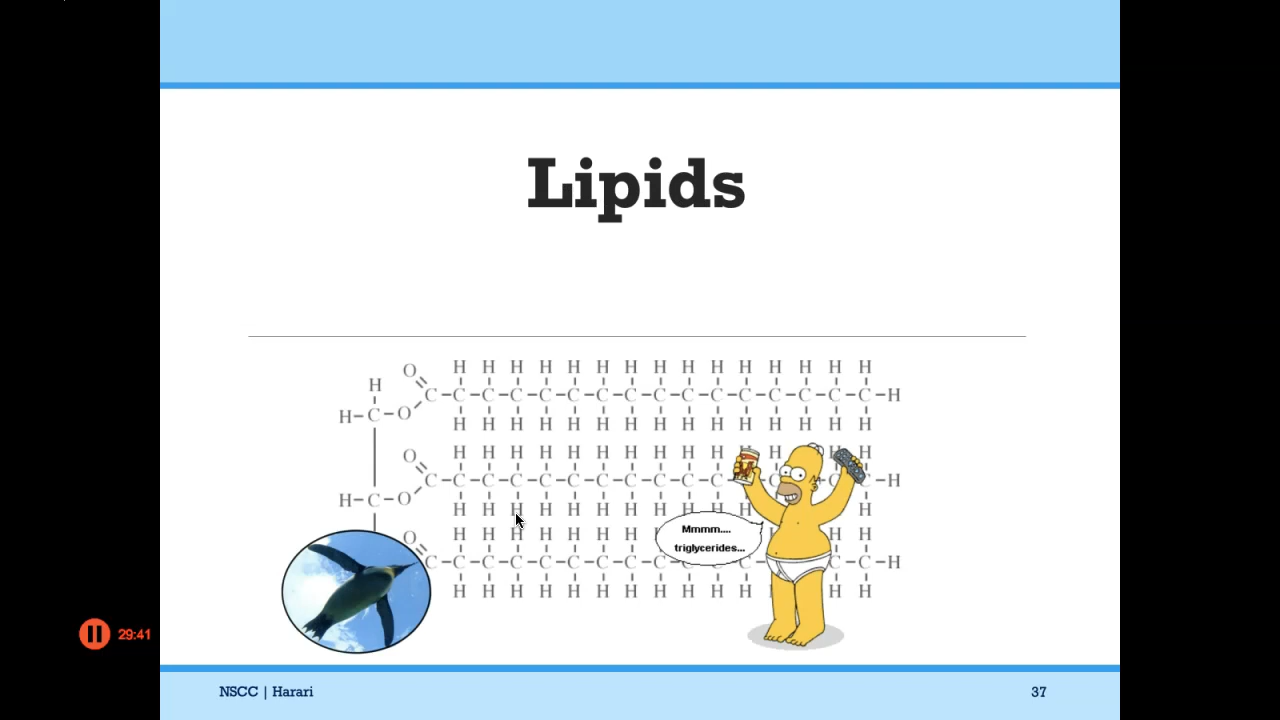 Lipids
H H H H H H H H H H H H H H H
O
H
C–C–C–C–C–C–C–C–C–C–C–C–C–C–C–C–H
H–C–O
H H H H H H H H H H H H H H H
H H H H H H H H H H H H H
O
C–C–C–C–C–C–C–C–C–C–C– C C C–H
H–C–O
H H H H H H H H H H H H
H H H H H H H H H H
O
C–C–C–C–C–C–C–C C–C–H
H H H H H H H H H H H H H
Mmmm....
triglycerides...
29:41
NSCC | Harari
37